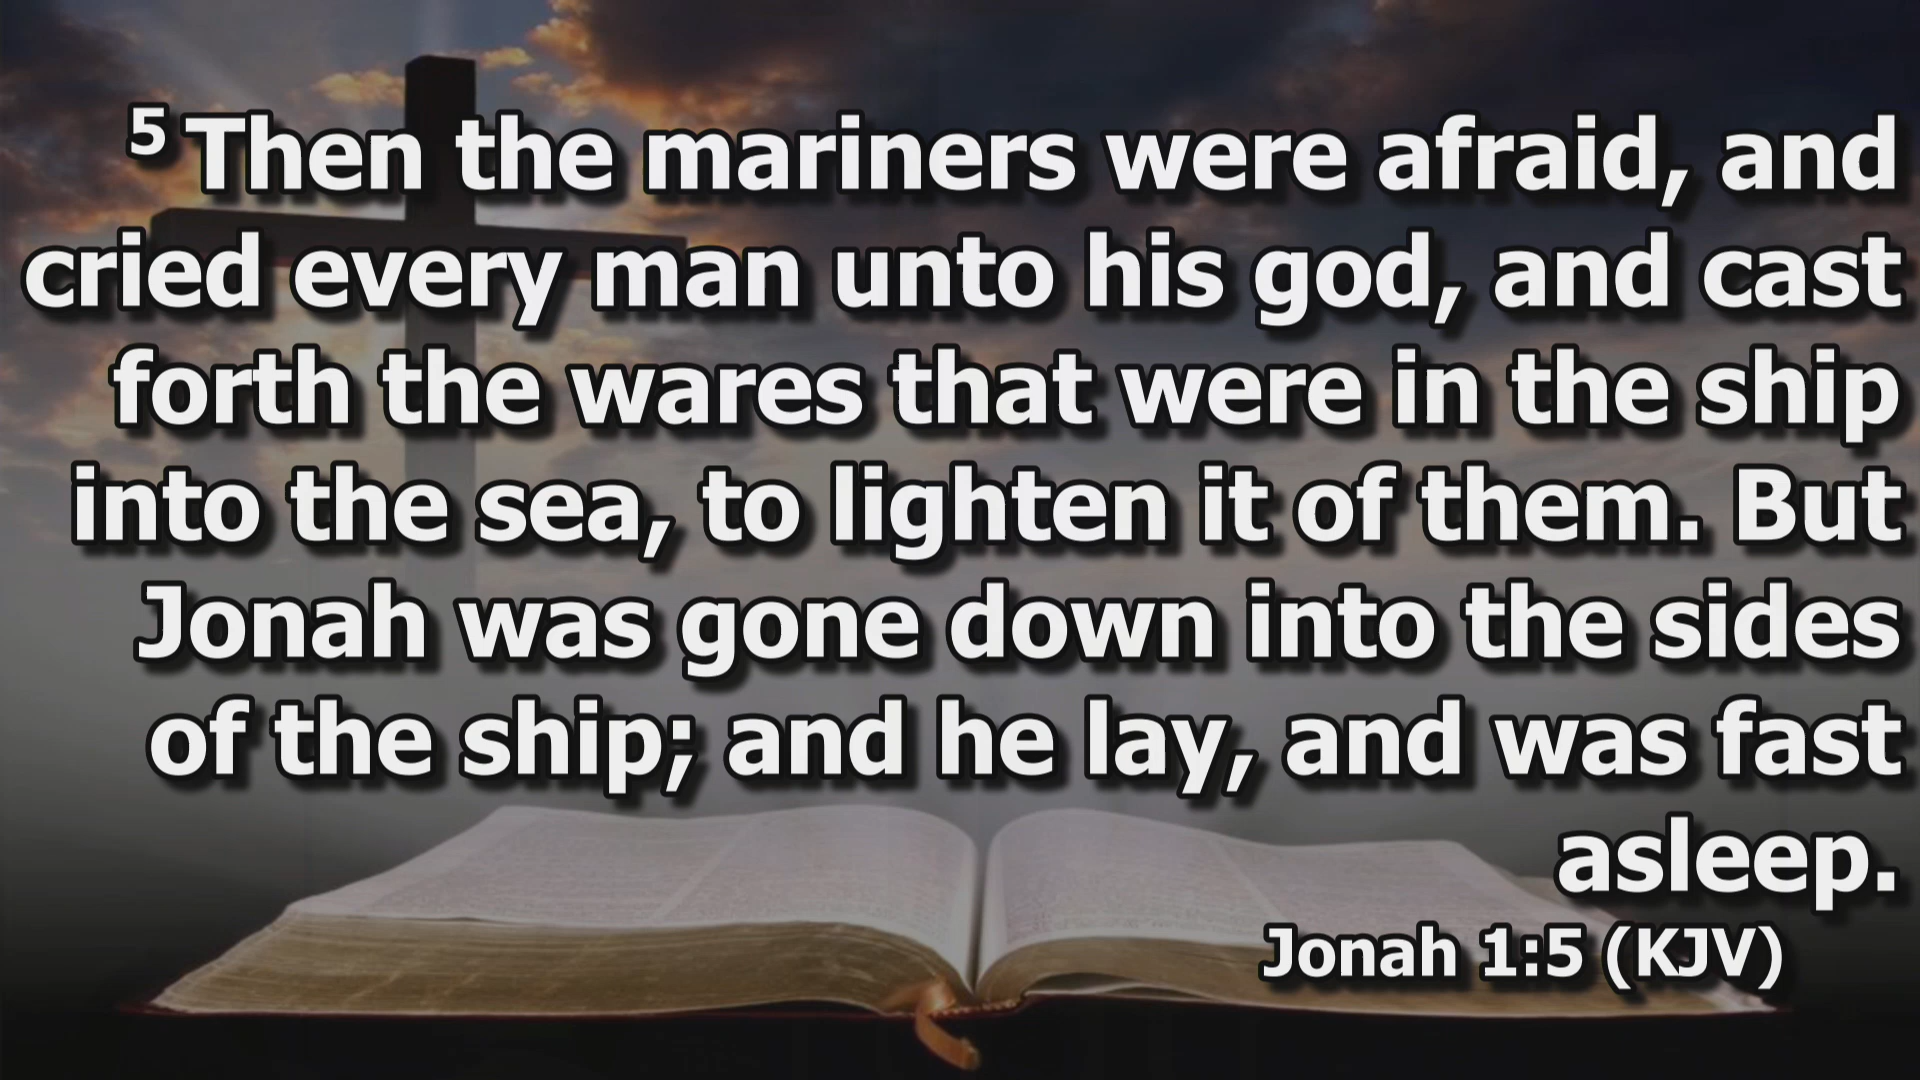 5 Then the mariners were afraid, and
cried every man unto his god, and cast
forth the wares that were in the ship
into the sea, to lighten it of them. But
Jonah was gone down into the sides
of the ship; and he lay, and was fast
asleep.
Jonah 1:5 (KJV)